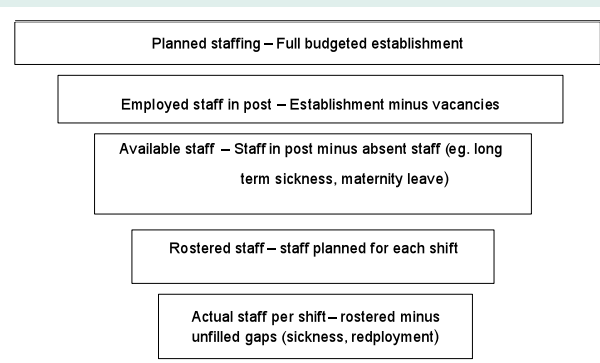 Planned staffing – Full budgeted establishment
Employed staff in post – Establishment minus vacancies
Available staff – Staff in post minus absent staff (eg. long
term sickness, maternity leave)
Rostered staff – staff planned for each shift
Actual staff per shift – rostered minus
unfilled gaps (sickness, redployment)